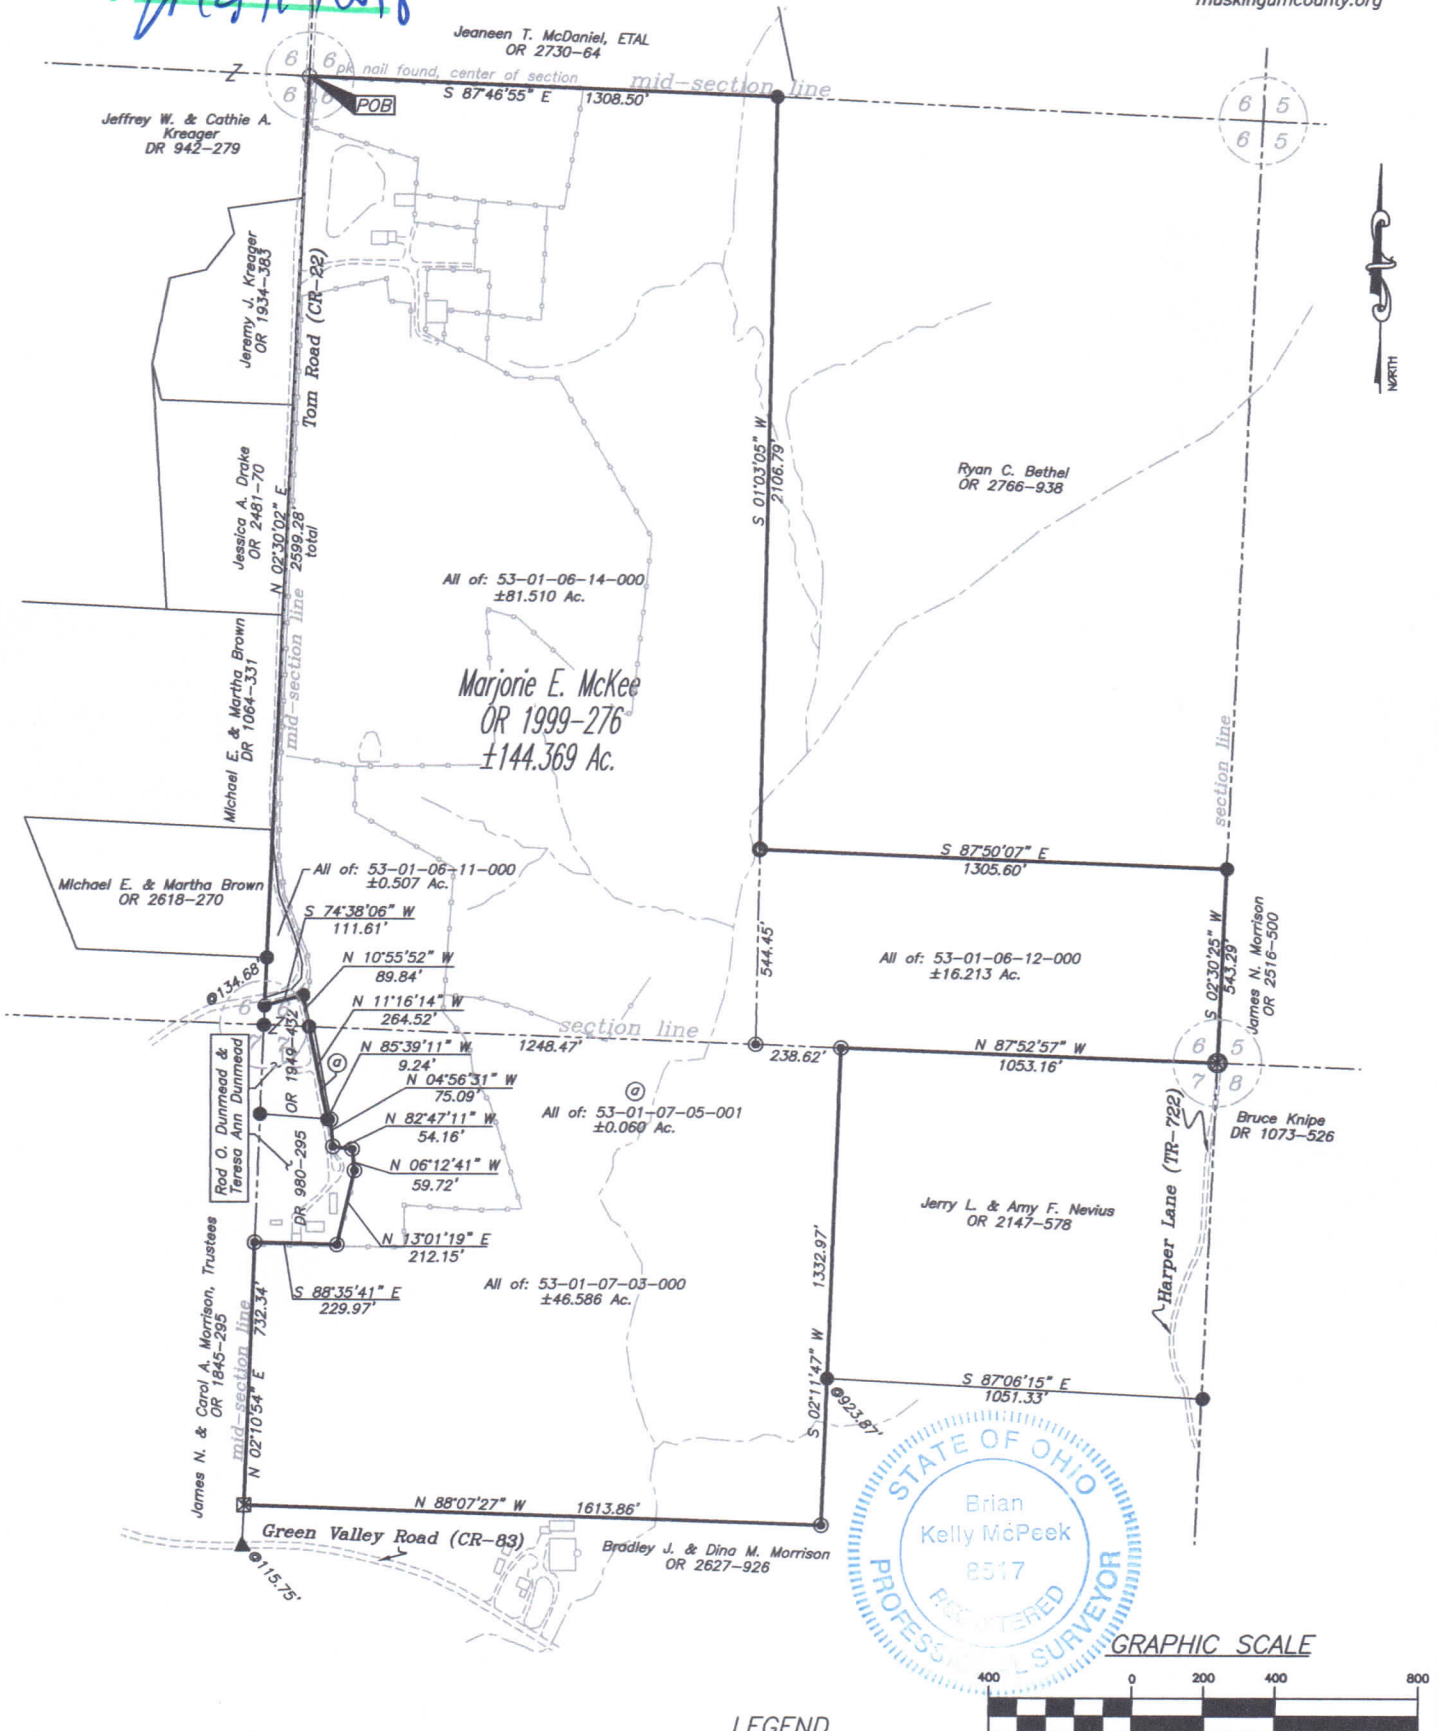 muskingumcounty.org
Jeaneen T. McDaniel, ETAL
OR 2730-64
6 6
6 6
Z
pk nail found, center of section
mid-section line
S 87°46'55" E 1308.50'
POB
6 5
6 5
Jeffrey W. & Cathie A.
Kreager
DR 942-279
NORTH
Jeremy J. Kreager
OR 1934-383
Tom Road (CR-22)
Jessica A. Drake
OR 2481-70
N 02°30'02" E
2599.28'
total
S 01°03'05" W
2106.79'
Ryan C. Bethel
OR 2766-938
All of: 53-01-06-14-000
±81.510 Ac.
Michael E. & Martha Brown
DR 1064-331
mid-section line
Marjorie E. McKee
OR 1999-276
±144.369 Ac.
section line
S 87°50'07" E
1305.60'
Michael E. & Martha Brown
OR 2618-270
All of: 53-01-06-11-000
±0.507 Ac.
S 74°38'06" W
111.61'
N 10°55'52" W
89.84'
@134.68'
544.45'
All of: 53-01-06-12-000
±16.213 Ac.
S 02°30'25" W
543.29'
James N. Morrison
OR 2516-500
N 11°16'14" W
264.52'
section line
1248.47'
238.62'
N 87°52'57" W
1053.16'
6 5
7 8
6 6
Rod O. Dunmead &
Teresa Ann Dunmead
OR 1949-432
DR 980-295
a
N 85°39'11" W
9.24'
N 04°56'31" W
75.09'
a
All of: 53-01-07-05-001
±0.060 Ac.
N 82°47'11" W
54.16'
N 06°12'41" W
59.72'
Bruce Knipe
DR 1073-526
Harper Lane (TR-722)
Jerry L. & Amy F. Nevius
OR 2147-578
N 13°01'19" E
212.15'
S 88°35'41" E
229.97'
All of: 53-01-07-03-000
±46.586 Ac.
1332.97'
S 02°11'47" W
James N. & Carol A. Morrison, Trustees
OR 1845-295
mid-section line
732.34'
N 02°10'54" E
S 87°06'15" E
1051.33'
@923.87'
N 88°07'27" W 1613.86'
Green Valley Road (CR-83)
@115.75'
Bradley J. & Dina M. Morrison
OR 2627-926
STATE OF OHIO
Brian
Kelly McPeek
8517
REGISTERED
PROFESSIONAL SURVEYOR
GRAPHIC SCALE
400 0 200 400 800
LEGEND